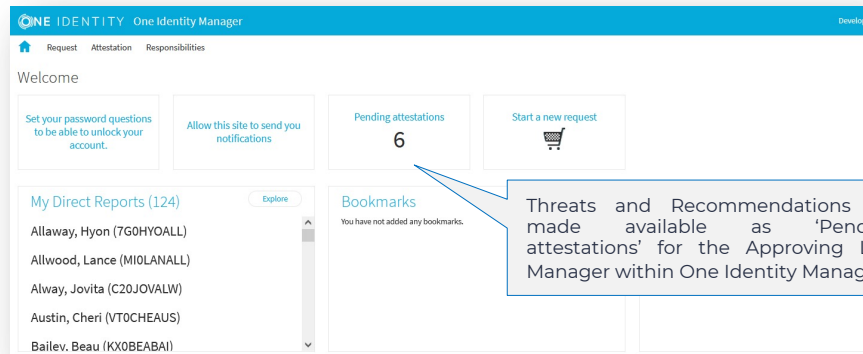 ONE IDENTITY One Identity Manager
Request Attestation Responsibilities
Welcome
Set your password questions
to be able to unlock your
account.
Allow this site to send you
notifications
Pending attestations
6
Start a new request
My Direct Reports (124)
Explore
Allaway, Hyon (7G0HYOALL)
Allwood, Lance (MI0LANALL)
Alway, Jovita (C20JOVALW)
Austin, Cheri (VT0CHEAUS)
Bailey, Beau (KX0BEABAI)
Bookmarks
You have not added any bookmarks.
Threats and Recommendations
made available as
attestations’ for the Approving
Manager within One Identity